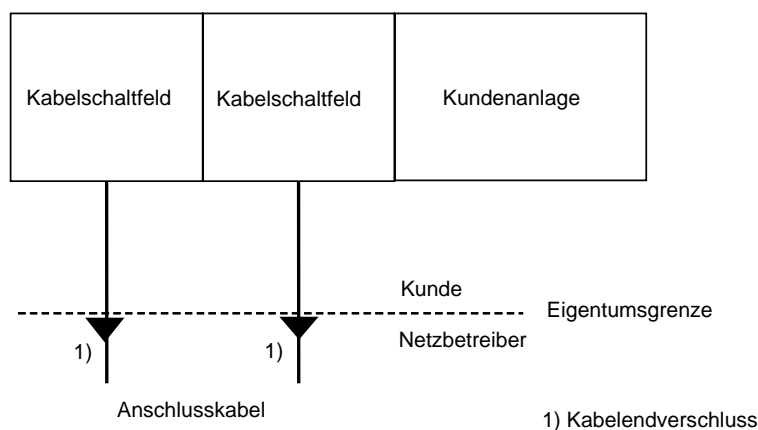 Kabelschaltfeld
Kabelschaltfeld
Kundenanlage
Kunde
Eigentumsgrenze
Netzbetreiber
1)
1)
Anschlusskabel
1) Kabelendverschluss